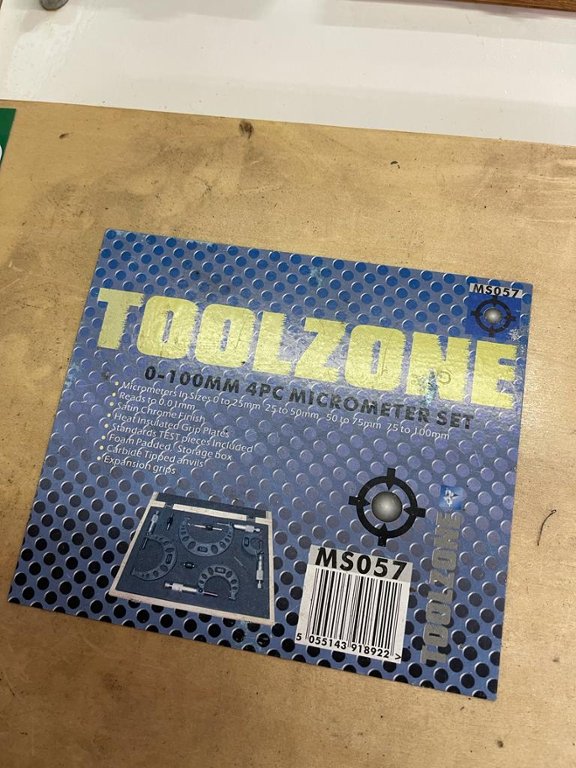 MS057
TOOLZONE
0-100MM 4PC MICROMETER SET
• Micrometers In Sizes 0 to 25mm 25 to 50mm, 50 to 75mm 75 to 100mm
• Reads to 0.01mm
• Satin Chrome Finish
• Heat Insulated Grip Plates
• Standards TEST pieces Included
• Foam Padded, Storage box
• Carbide Tipped anvils
• Expansion grips
MS057
5 055143 918922 >
TOOLZONE